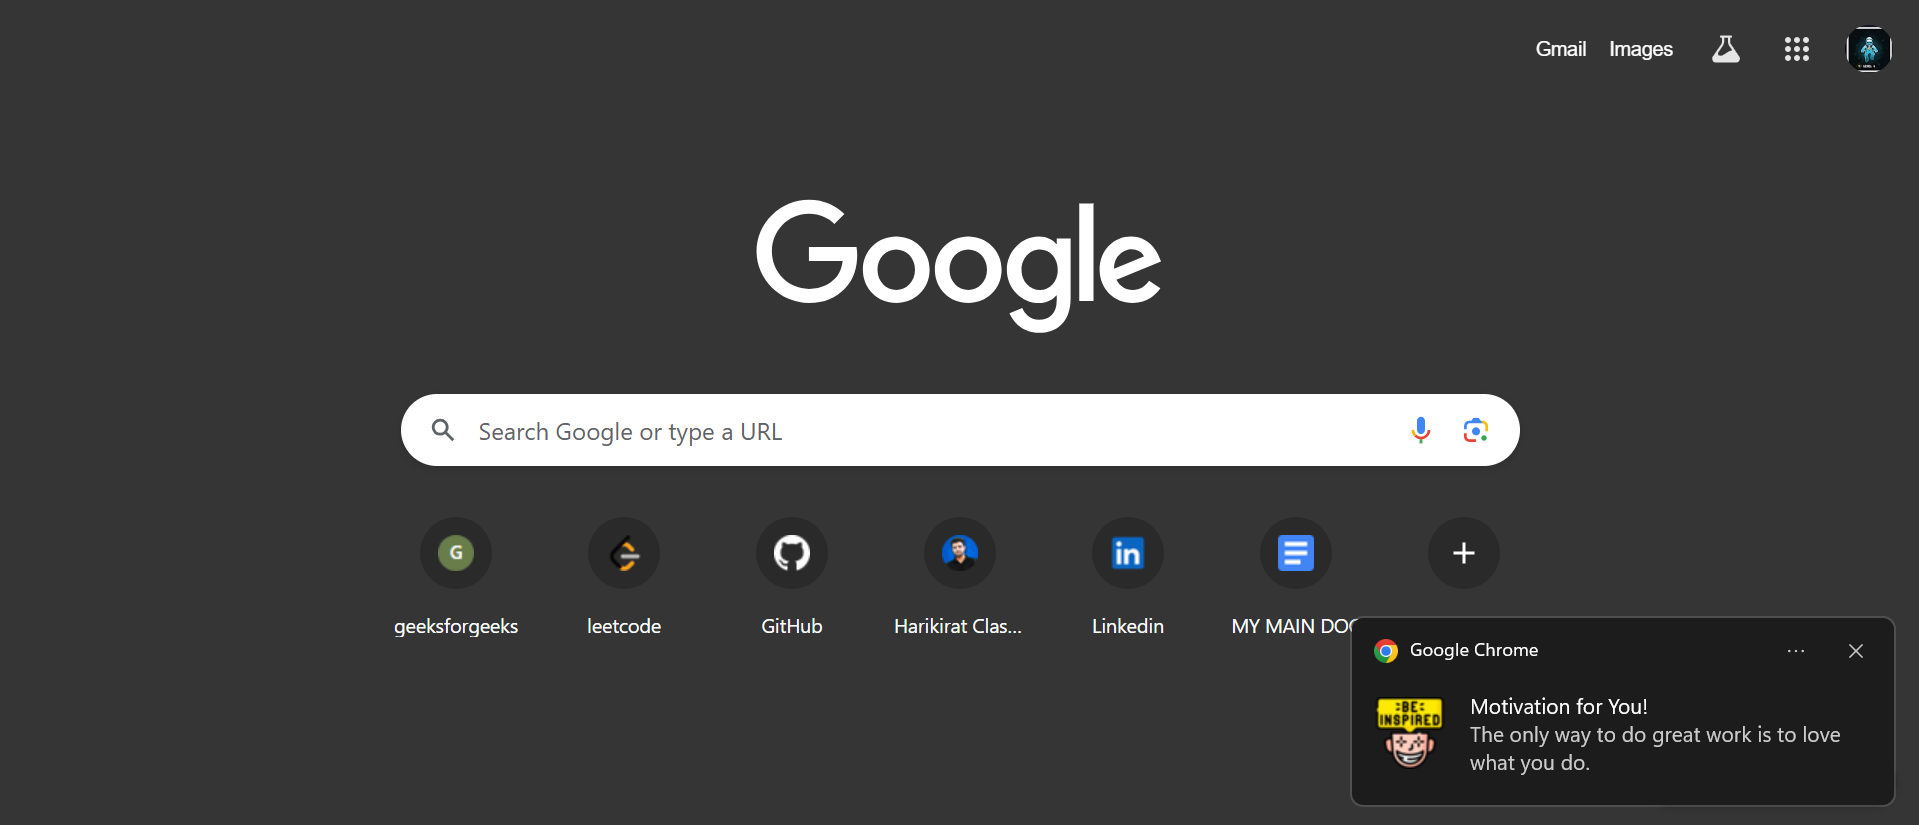 Gmail Images
Google
Search Google or type a URL
G
in
geeksforgeeks
leetcode
GitHub
Harikirat Clas...
Linkedin
MY MAIN DOC
Google Chrome
:BE:
INSPIRED
Motivation for You!
The only way to do great work is to love
what you do.